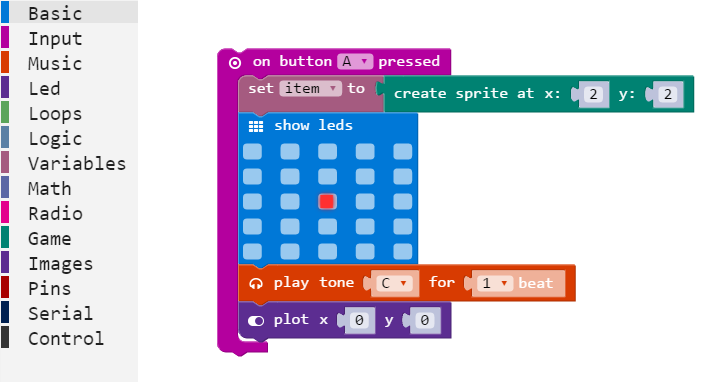 Basic
Input
Music
Led
Loops
Logic
Variables
Math
Radio
Game
Images
Pins
Serial
Control
on button A pressed
set item to create sprite at x: 2 y: 2
show leds
play tone C for 1 beat
plot x 0 y 0